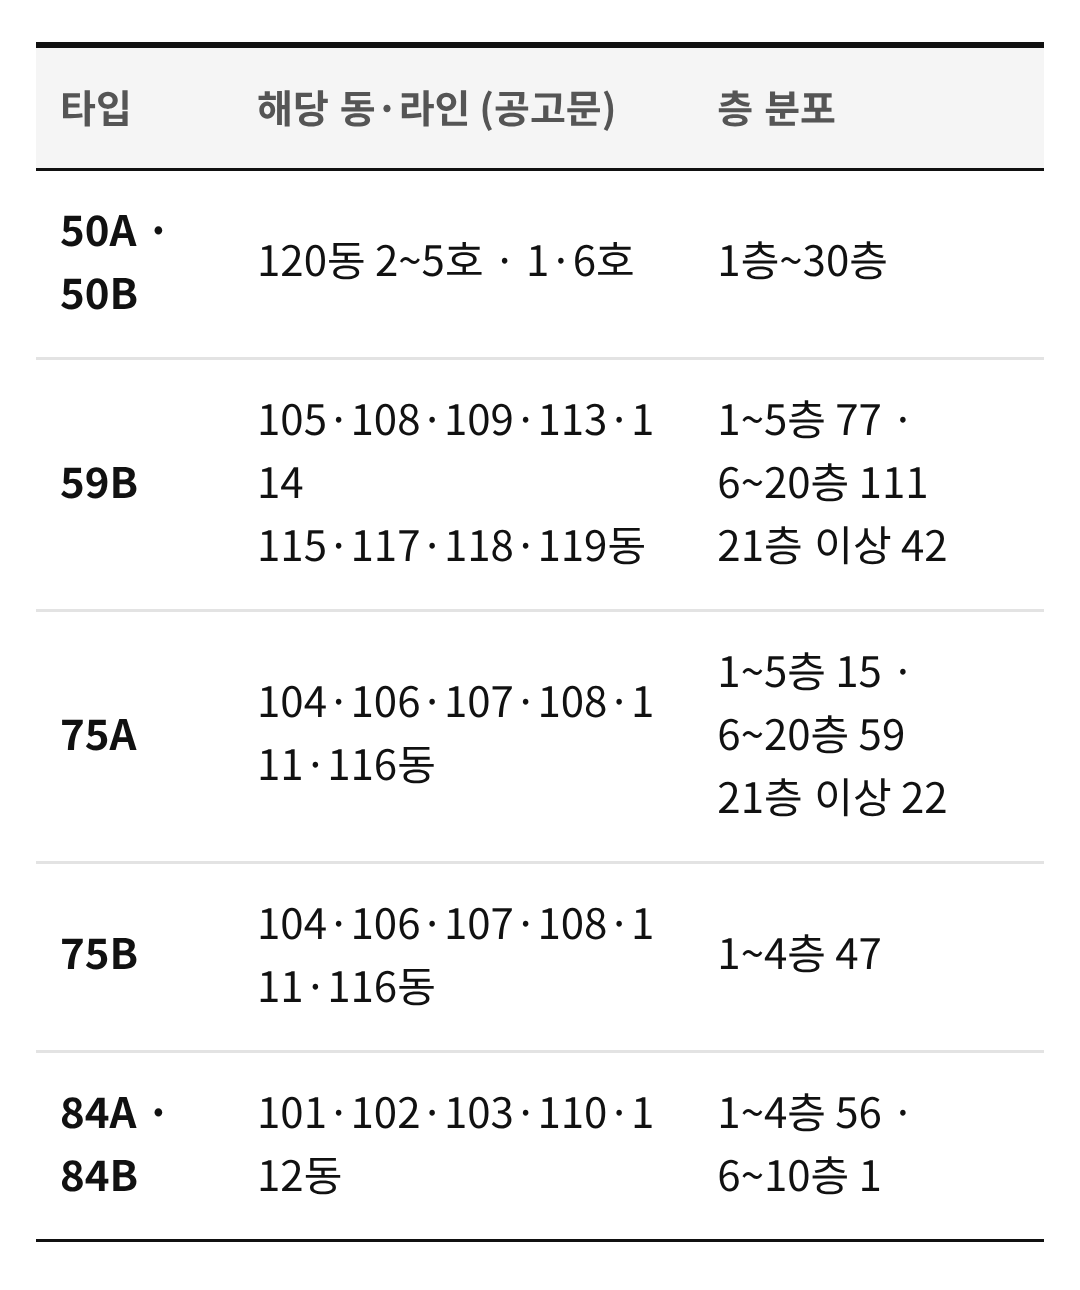 타입 해당 동·라인 (공고문) 층 분포
50A ·
50B
120동 2~5호 · 1·6호
1층~30층
59B
105·108·109·113·1
14
115·117·118·119동
1~5층 77 ·
6~20층 111
21층 이상 42
75A
104·106·107·108·1
11·116동
1~5층 15 ·
6~20층 59
21층 이상 22
75B
104·106·107·108·1
11·116동
1~4층 47
84A ·
84B
101·102·103·110·1
12동
1~4층 56 ·
6~10층 1